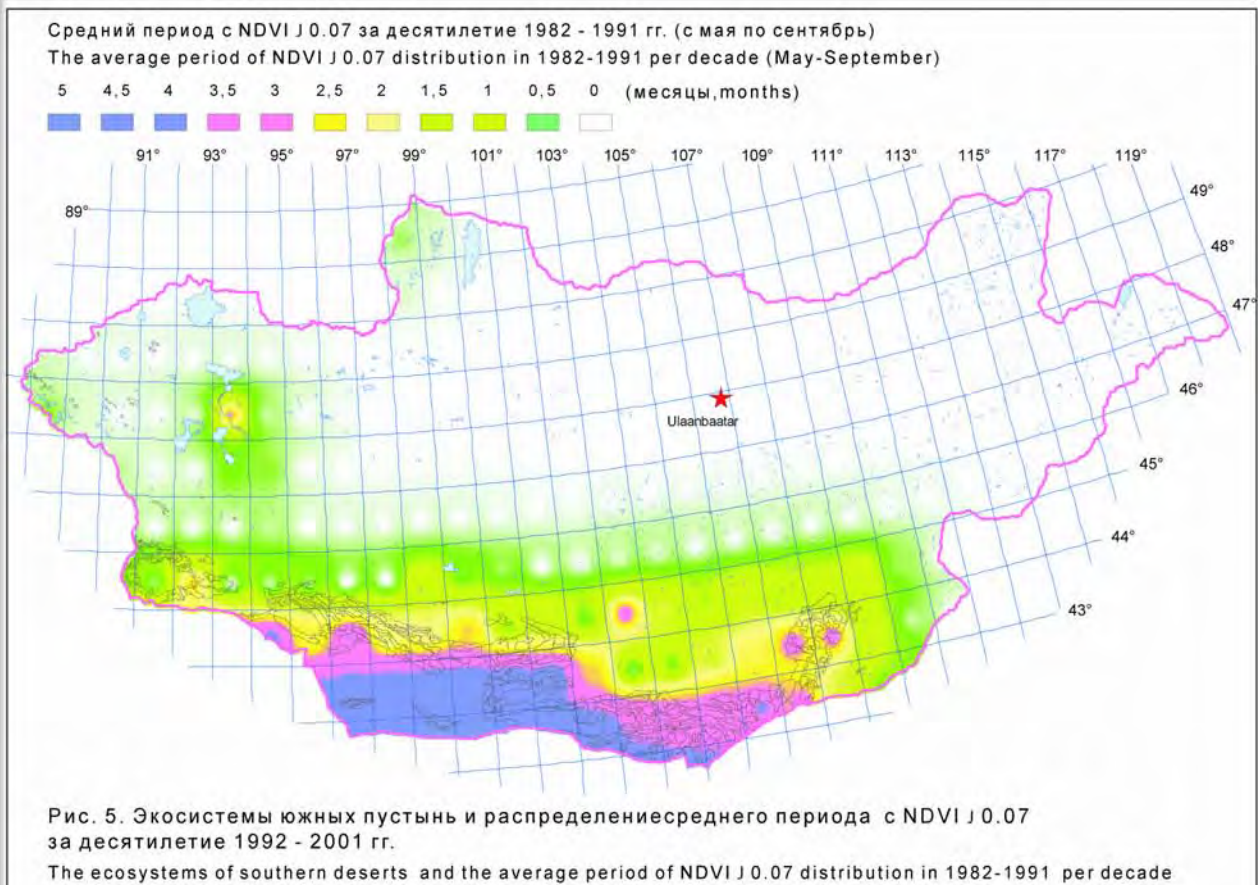 Средний период с NDVI J 0.07 за десятилетие 1982 - 1991 гг. (с мая по сентябрь)
The average period of NDVI J 0.07 distribution in 1982-1991 per decade (May-September)
5 4,5 4 3,5 3 2,5 2 1,5 1 0,5 0 (месяцы,months)
91° 93° 95° 97° 99° 101° 103° 105° 107° 109° 111° 113° 115° 117° 119°
89°
49°
48°
47°
46°
Ulaanbaatar
45°
44°
43°
Рис. 5. Экосистемы южных пустынь и распределениесреднего периода с NDVI J 0.07
за десятилетие 1992 - 2001 гг.
The ecosystems of southern deserts and the average period of NDVI J 0.07 distribution in 1982-1991 per decade